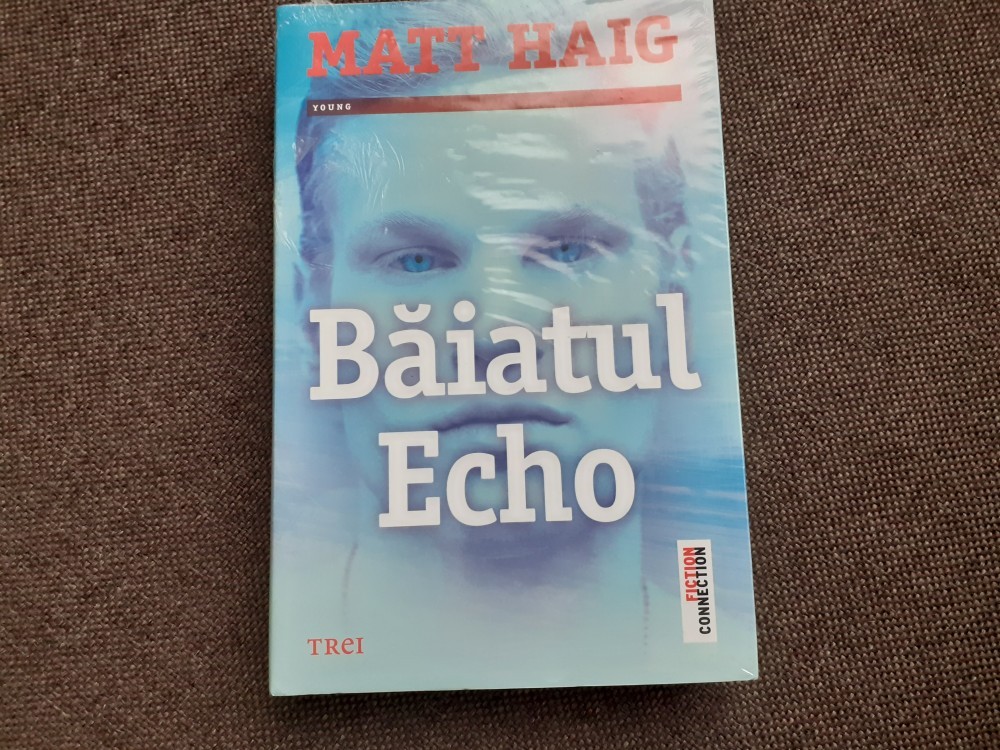 MATT HAIG
YOUNG
Băiatul
Echo
FICTION
CONNECTION
TREI